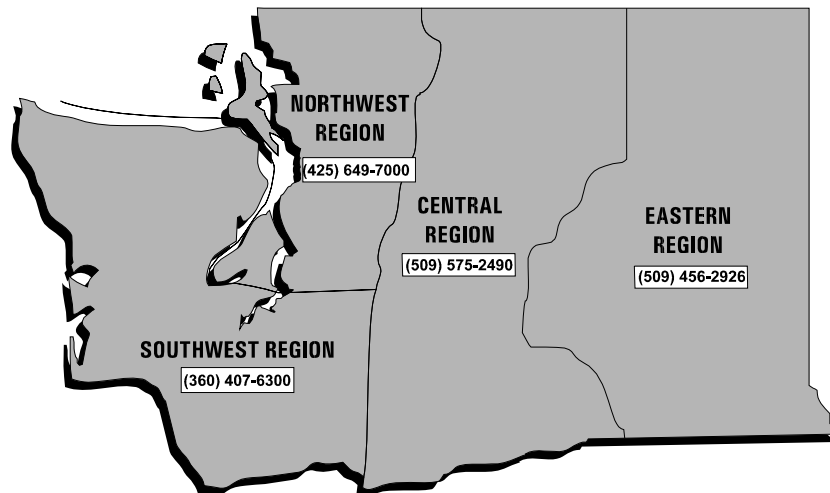 NORTHWEST
REGION
(425) 649-7000
CENTRAL
REGION
(509) 575-2490
EASTERN
REGION
(509) 456-2926
SOUTHWEST REGION
(360) 407-6300